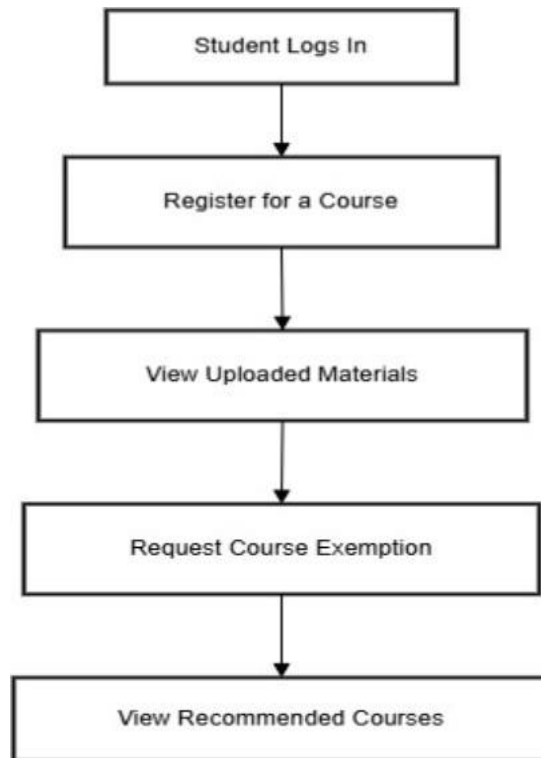 Student Logs In
Register for a Course
View Uploaded Materials
Request Course Exemption
View Recommended Courses